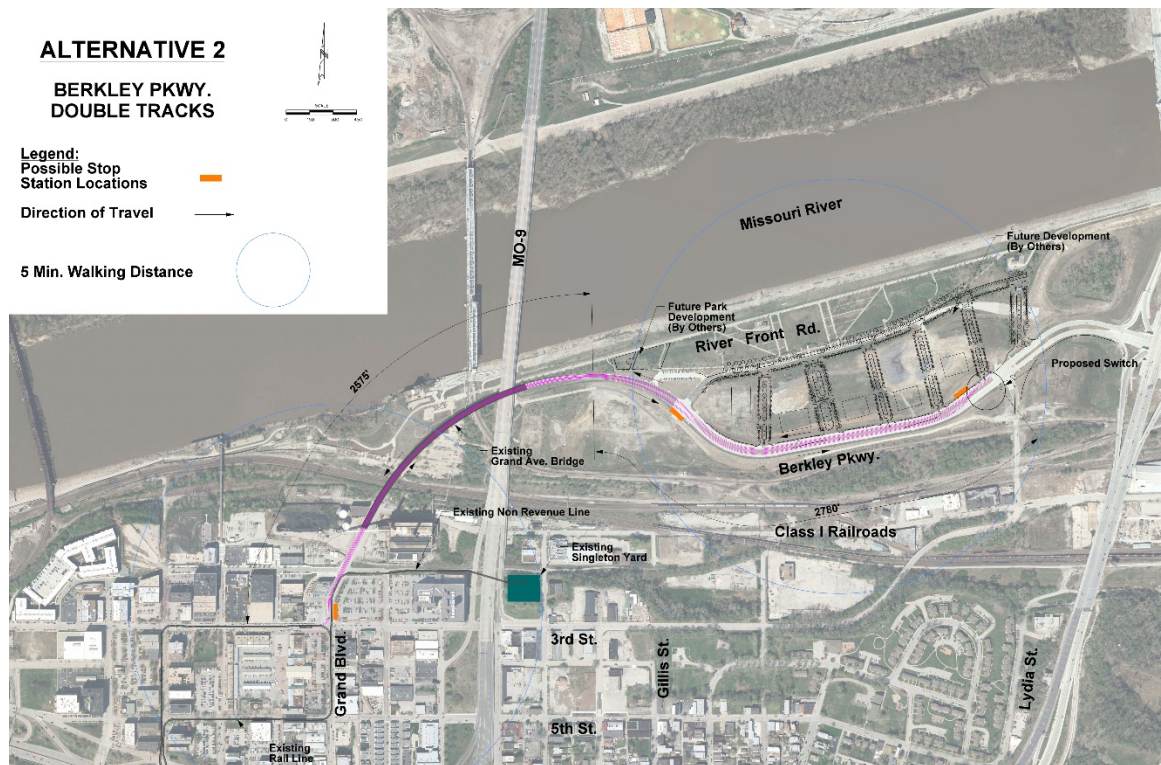 ALTERNATIVE 2
BERKLEY PKWY.
DOUBLE TRACKS
SCALE
0
Legend:
Possible Stop
Station Locations
Direction of Travel
5 Min. Walking Distance
MO-9
Missouri River
Future Development
(By Others)
Future Park
Development
(By Others)
River Front Rd.
Proposed Switch
2575'
Existing
Grand Ave. Bridge
Berkley Pkwy.
2780'
Class I Railroads
Existing Non Revenue Line
Existing
Singleton Yard
Grand Blvd.
3rd St.
Gillis St.
Lydia St.
5th St.
Existing
Rail Line